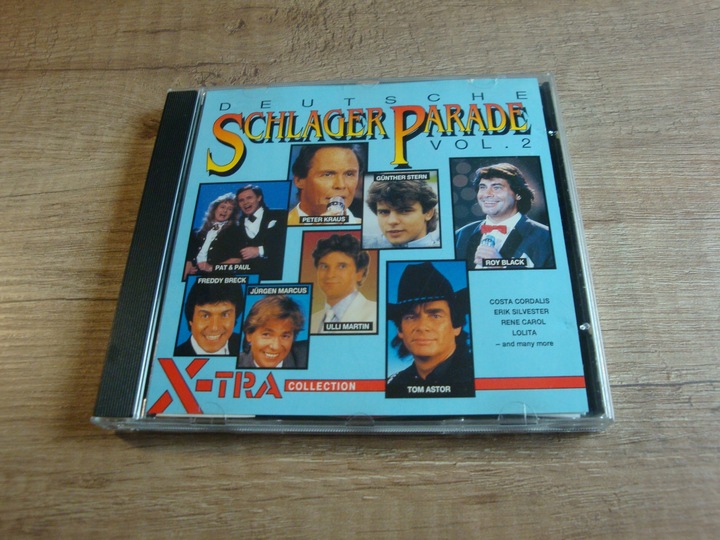 DEUTSCHE
SCHLAGER PARADE
VOL. 2
PAT & PAUL
PETER KRAUS
GÜNTHER STERN
ROY BLACK
FREDDY BRECK
JÜRGEN MARCUS
ULLI MARTIN
TOM ASTOR
COSTA CORDALIS
ERIK SILVESTER
RENE CAROL
LOLITA
– and many more
X-TRA COLLECTION